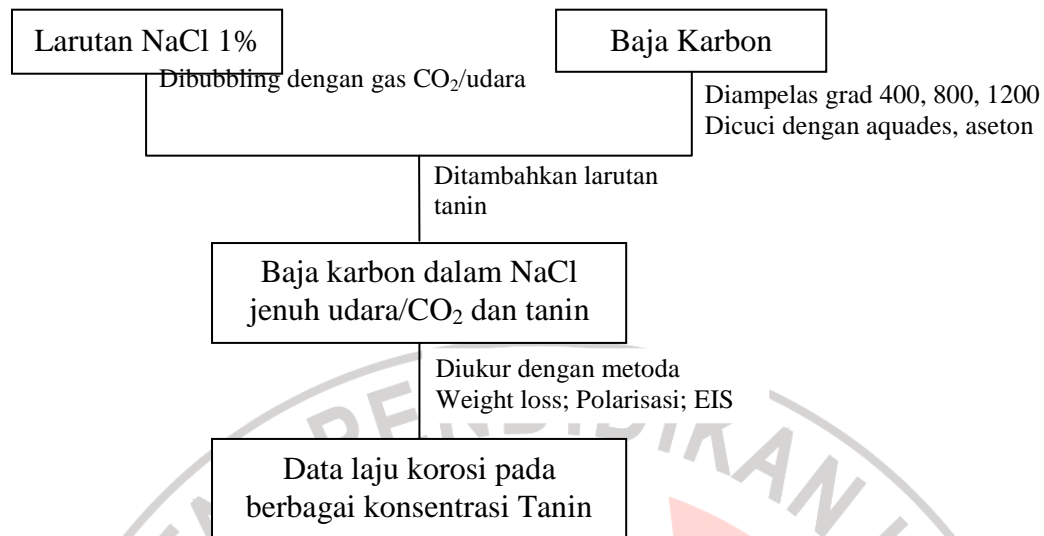 Larutan NaCl 1%
Baja Karbon
Dibubbling dengan gas CO₂/udara
Diampelas grad 400, 800, 1200
Dicuci dengan aquades, aseton
Ditambahkan larutan
tanin
Baja karbon dalam NaCl
jenuh udara/CO₂ dan tanin
Diukur dengan metoda
Weight loss; Polarisasi; EIS
PENDIDIKAN
Data laju korosi pada
berbagai konsentrasi Tanin